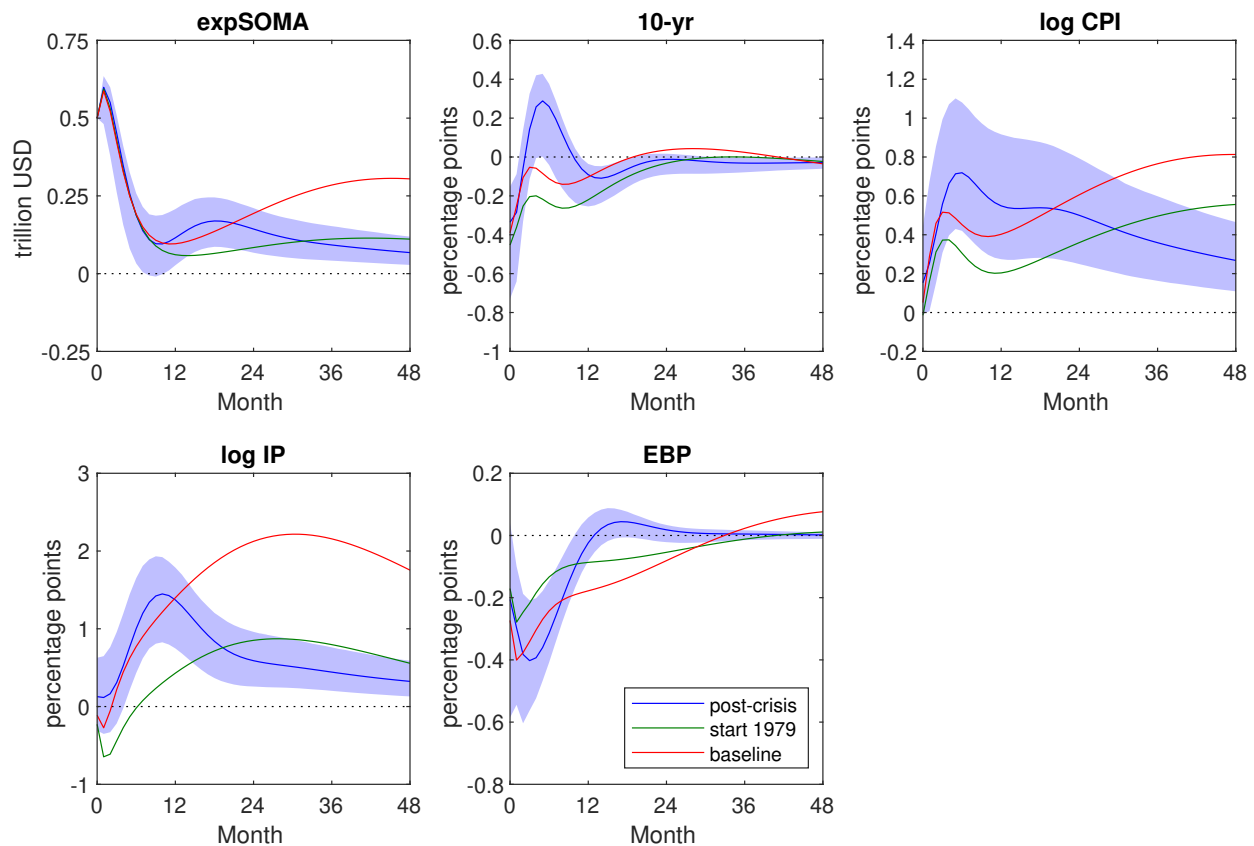 expSOMA
0.75
0.5
0.25
0
-0.25
trillion USD
0 12 24 36 48
Month
10-yr
0.6
0.4
0.2
0
-0.2
-0.4
-0.6
-0.8
-1
percentage points
0 12 24 36 48
Month
log CPI
1.4
1
0.8
0.6
0.4
0.2
0
-0.2
percentage points
0 12 24 36 48
Month
log IP
3
2
1
0
-1
percentage points
0 12 24 36 48
Month
EBP
0.2
0
-0.2
-0.4
-0.6
-0.8
percentage points
0 12 24 36 48
Month
post-crisis
start 1979
baseline